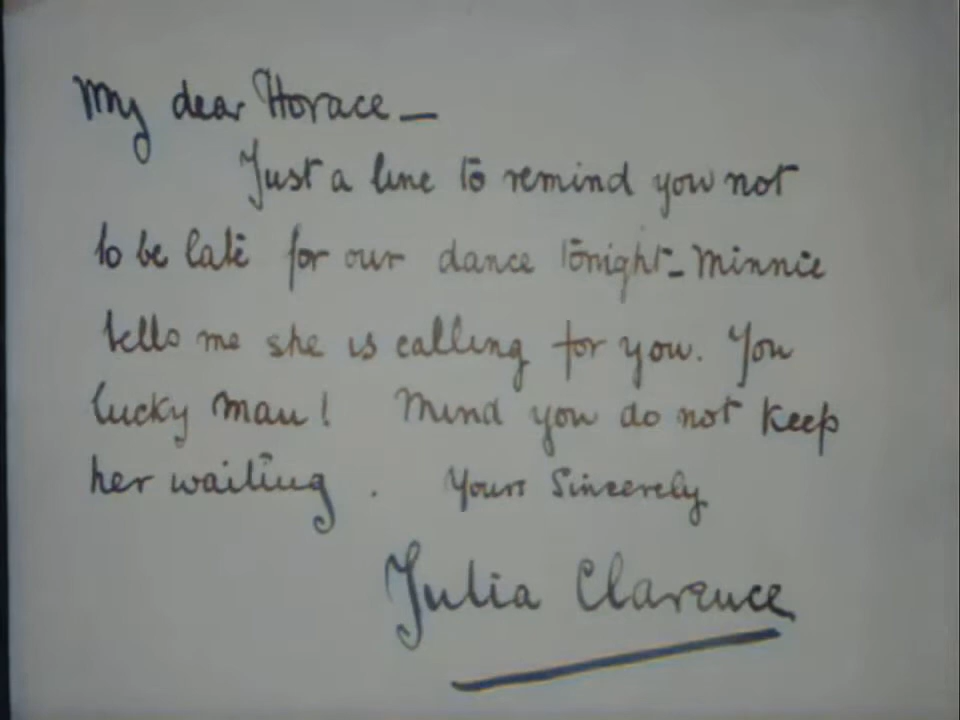 My dear Horace —
Just a line to remind you not
to be late for our dance tonight - Minnie
tells me she is calling for you. You
lucky man! Mind you do not keep
her waiting. Yours Sincerely
Julia Clarence